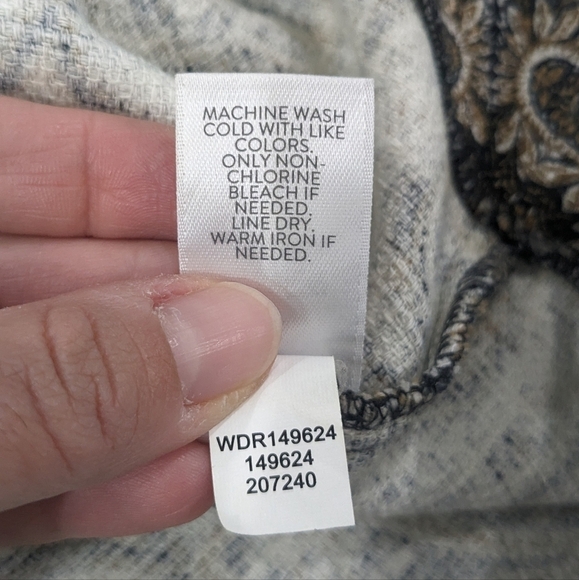 MACHINE WASH
COLD WITH LIKE
COLORS.
ONLY NON-
CHLORINE
BLEACH IF
NEEDED.
LINE DRY.
WARM IRON IF
NEEDED.
WDR149624
149624
207240